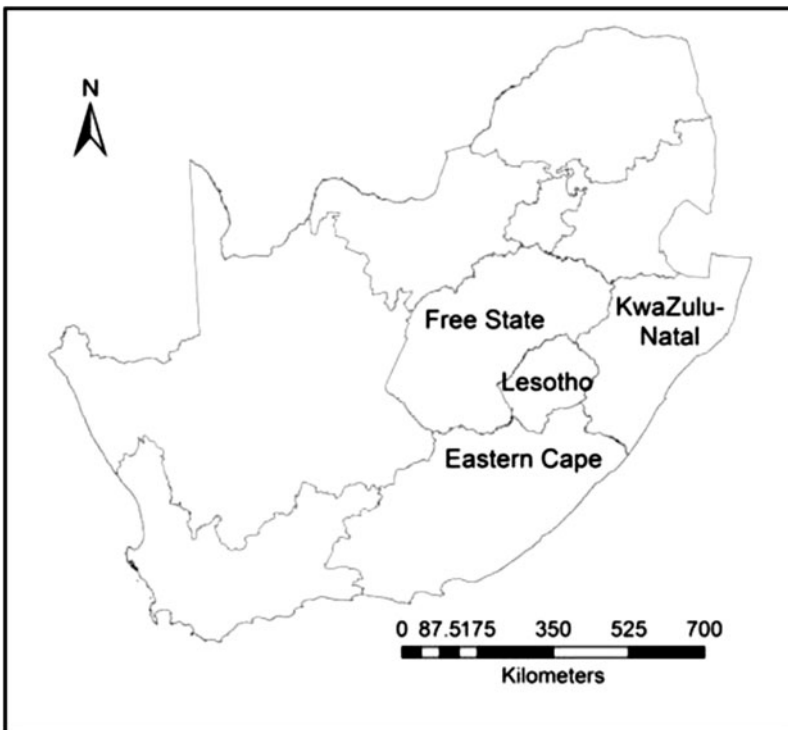 N
KwaZulu-
Natal
Free State
Lesotho
Eastern Cape
0 87.5175 350 525 700
Kilometers